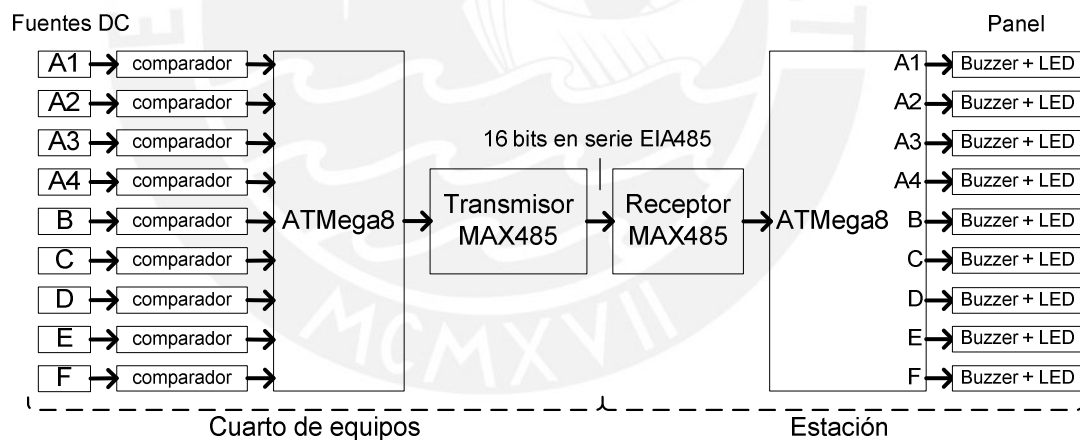 Fuentes DC
Panel
A1 comparador A1 Buzzer + LED
A2 comparador A2 Buzzer + LED
A3 comparador A3 Buzzer + LED
16 bits en serie EIA485
A4 comparador A4 Buzzer + LED
B comparador ATMega8 Transmisor MAX485 Receptor MAX485 ATMega8 B Buzzer + LED
C comparador C Buzzer + LED
D comparador D Buzzer + LED
E comparador E Buzzer + LED
F comparador F Buzzer + LED
Cuarto de equipos
Estación
MCMXVII